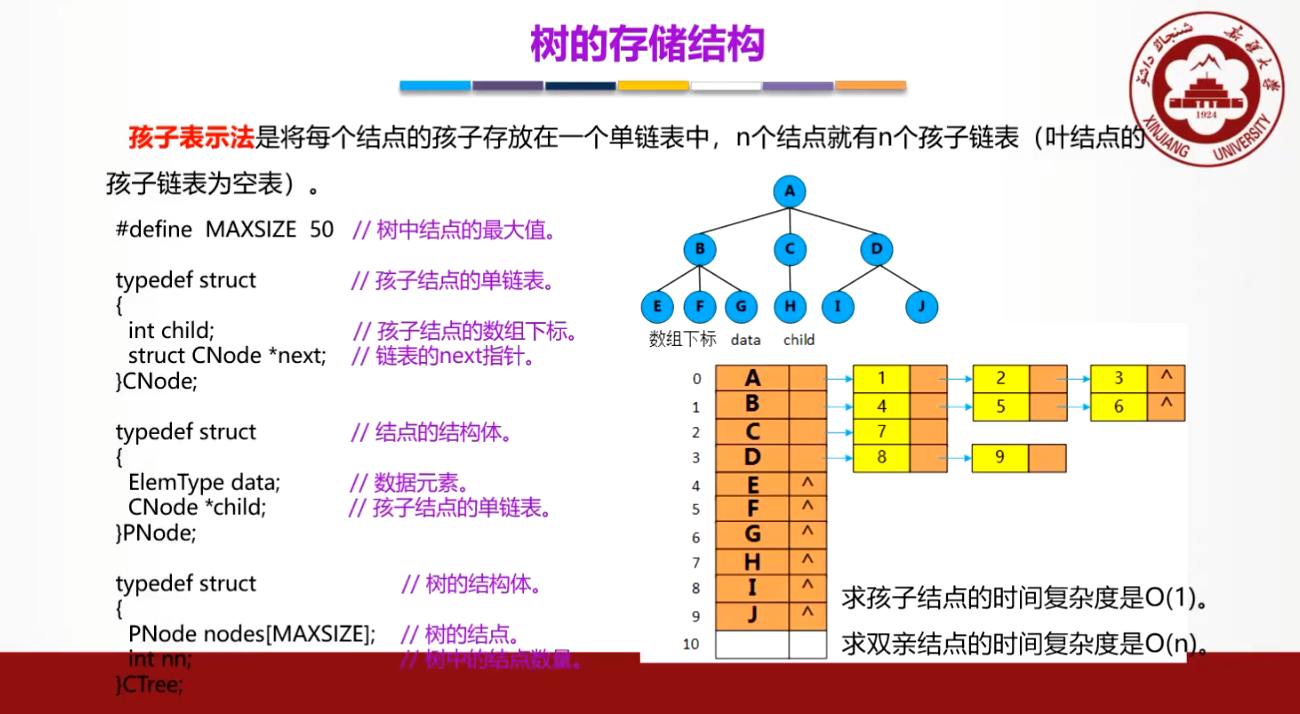 树的存储结构
شىنجاڭ داشۆ
新疆大学
1924
XINJIANG UNIVERSITY
孩子表示法是将每个结点的孩子存放在一个单链表中，n个结点就有n个孩子链表（叶结点的
孩子链表为空表）。
#define MAXSIZE 50 // 树中结点的最大值。
typedef struct // 孩子结点的单链表。
{
int child; // 孩子结点的数组下标。
struct CNode *next; // 链表的next指针。
}CNode;
typedef struct // 结点的结构体。
{
ElemType data; // 数据元素。
CNode *child; // 孩子结点的单链表。
}PNode;
typedef struct // 树的结构体。
{
PNode nodes[MAXSIZE]; // 树的结点。
int nn; // 树中的结点数量。
}CTree;
A
B C D
E F G H I J
数组下标 data child
0 A 1 2 3 ^
1 B 4 5 6 ^
2 C 7
3 D 8 9
4 E ^
5 F ^
6 G ^
7 H ^
8 I ^
9 J ^
10
求孩子结点的时间复杂度是O(1)。
求双亲结点的时间复杂度是O(n)。